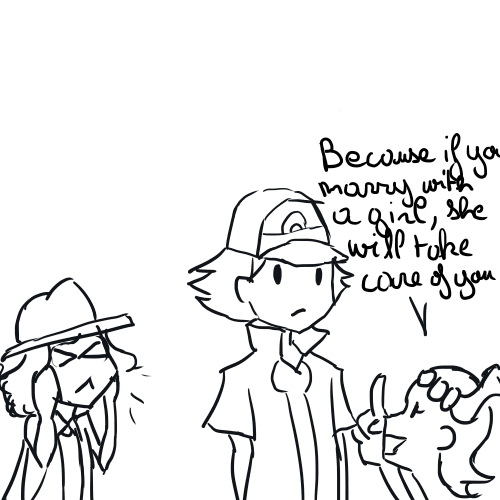 Because if you
marry with
a girl, she
will take
care of you